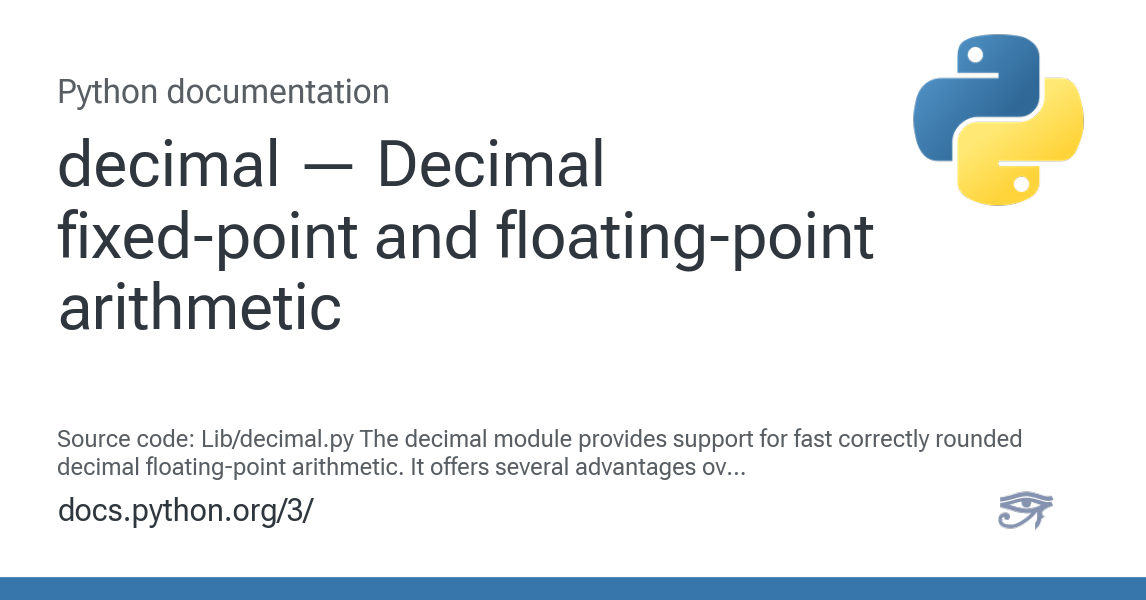 Python documentation
decimal — Decimal
fixed-point and floating-point
arithmetic
Source code: Lib/decimal.py The decimal module provides support for fast correctly rounded
decimal floating-point arithmetic. It offers several advantages ov...
docs.python.org/3/